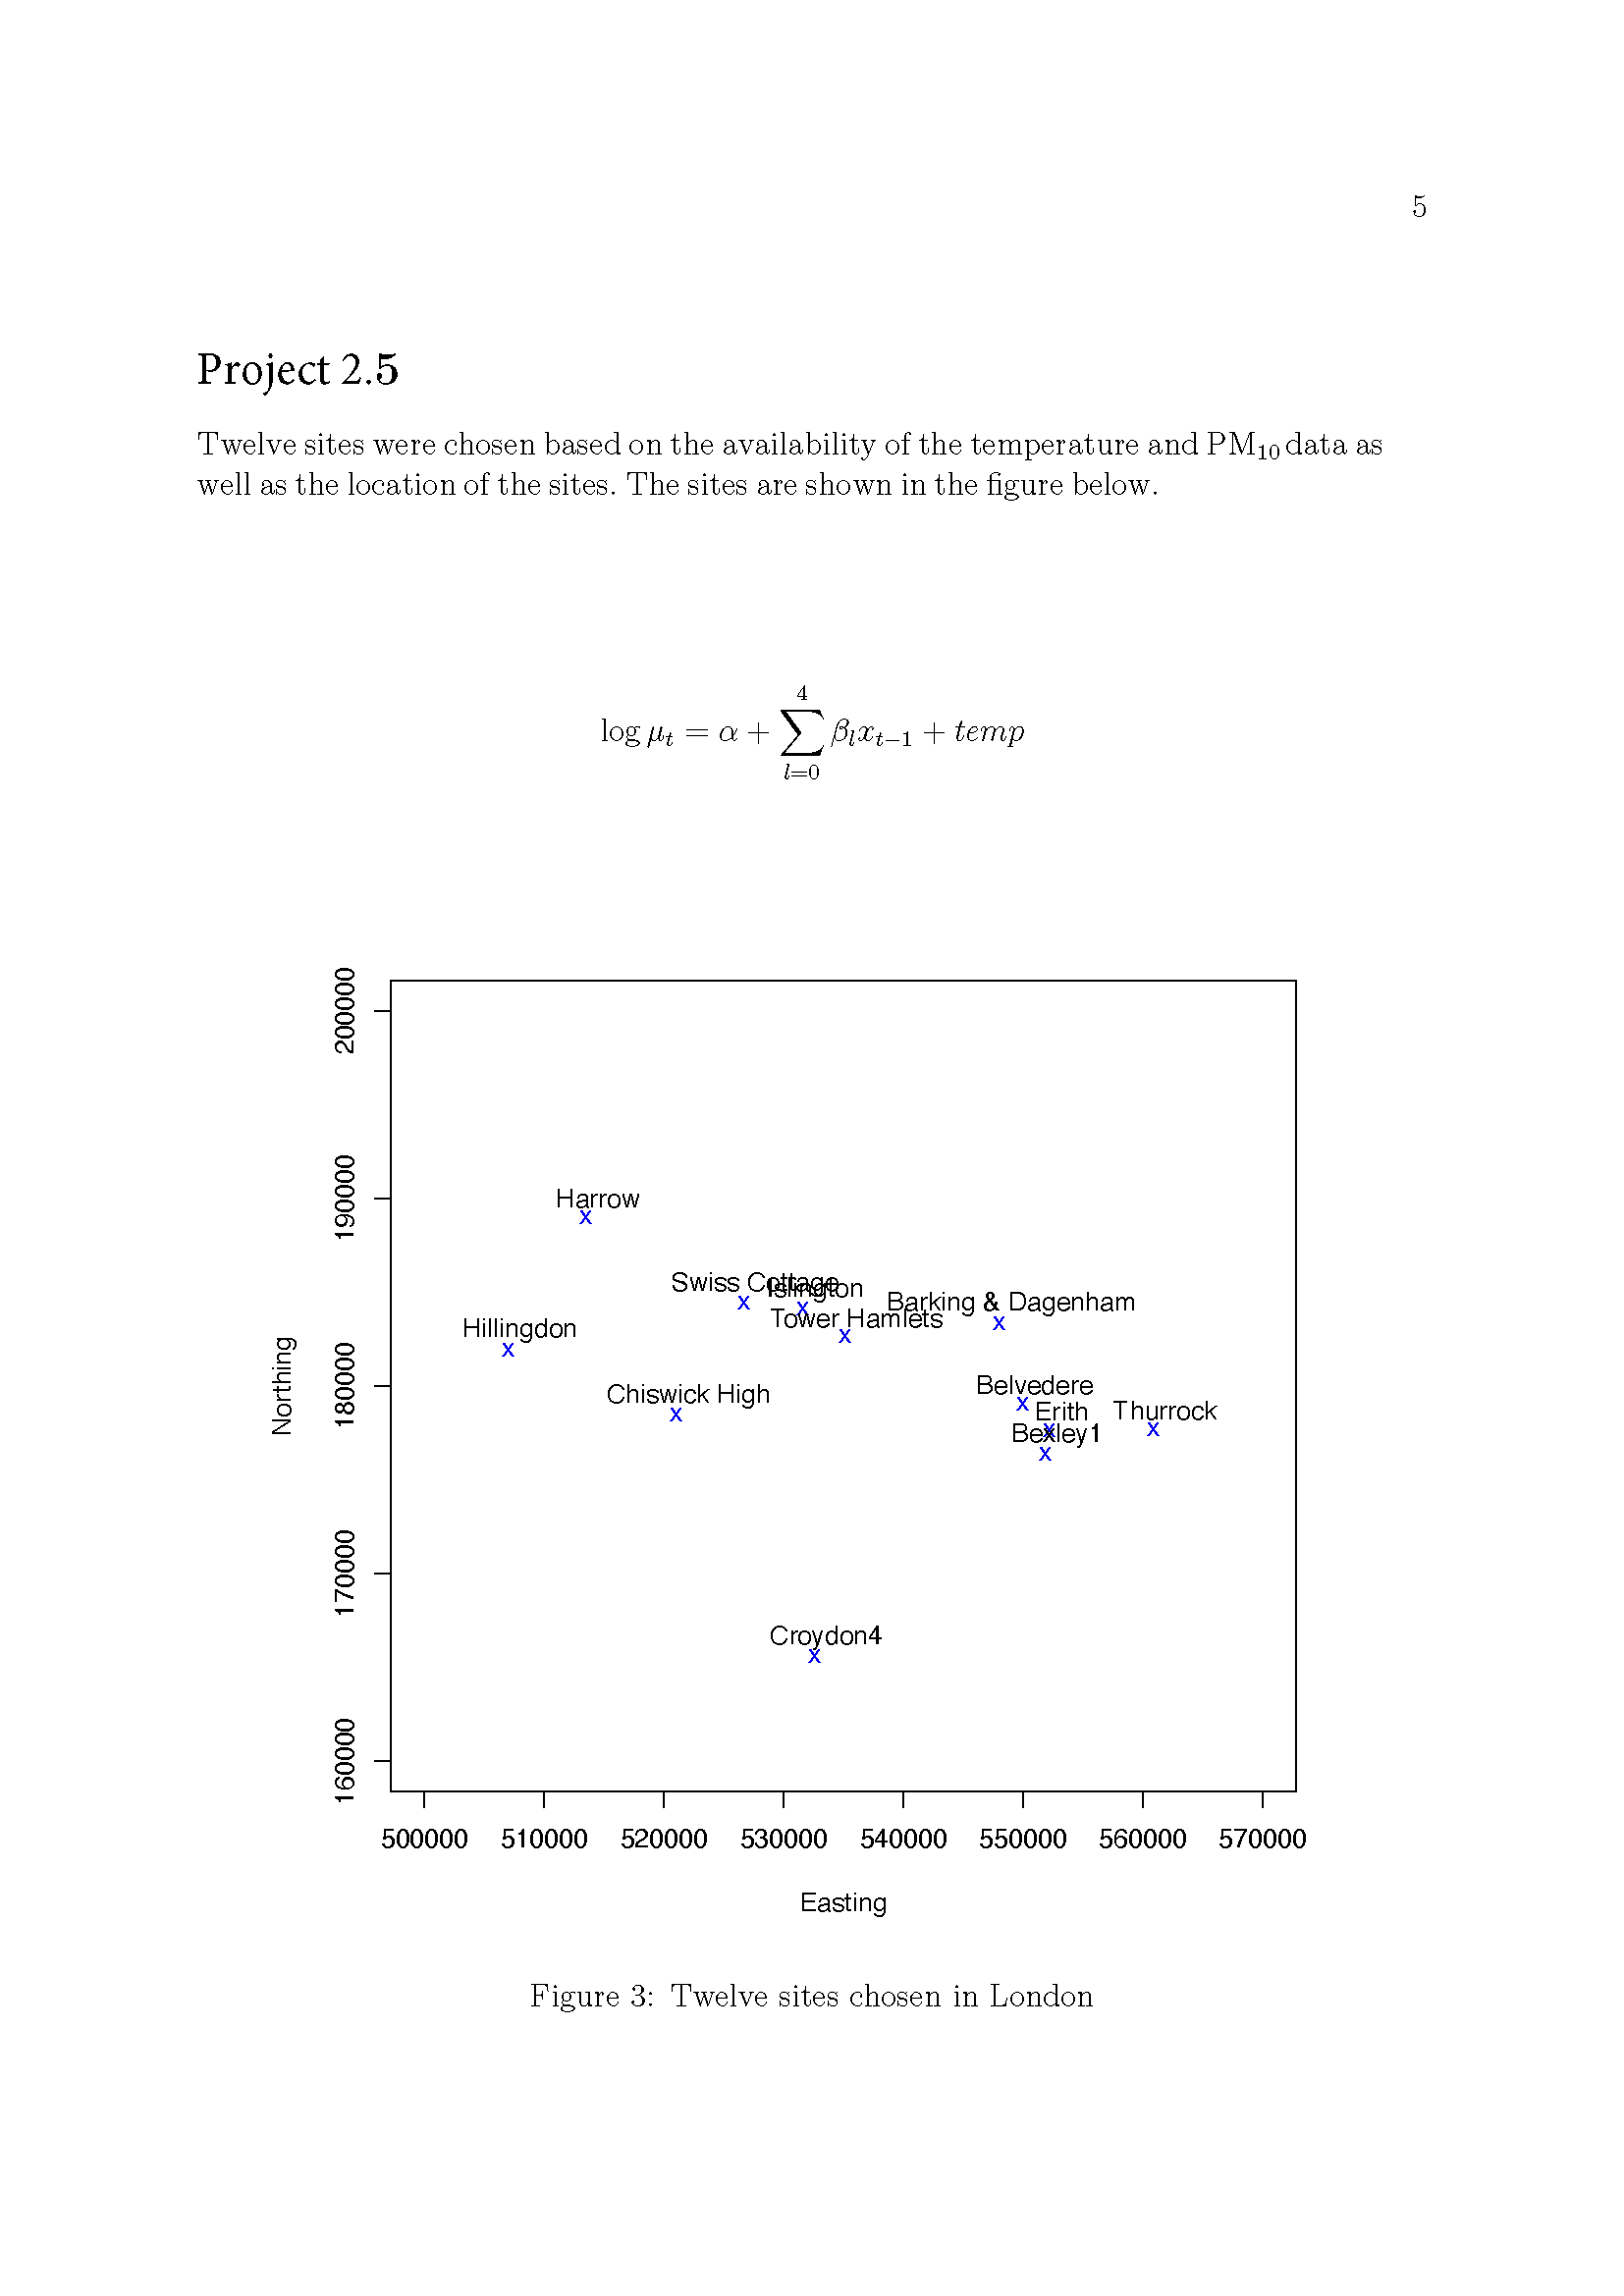 5
Project 2.5
Twelve sites were chosen based on the availability of the temperature and PM₁₀ data as
well as the location of the sites. The sites are shown in the figure below.
log μₜ = α + ∑_{l=0}^{4} βₗxₜ₋₁ + temp
200000
190000
180000
170000
160000
Northing
Harrow
x
Swiss Cottage
x
Islington
x
Barking & Dagenham
x
Tower Hamlets
x
Hillingdon
x
Belvedere
x
Chiswick High
x
Erith
x
Thurrock
x
Bexley1
x
Croydon4
x
500000 510000 520000 530000 540000 550000 560000 570000
Easting
Figure 3: Twelve sites chosen in London